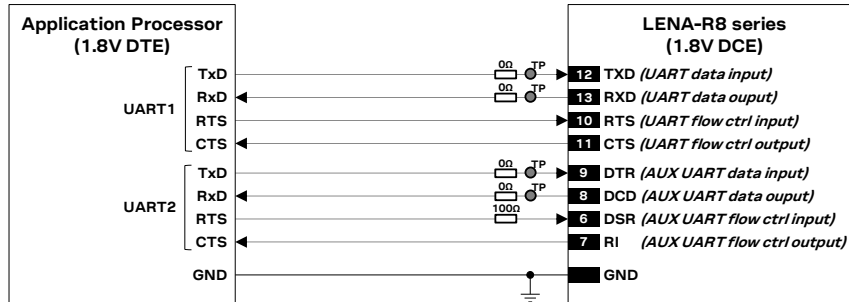 Application Processor
(1.8V DTE)
LENA-R8 series
(1.8V DCE)
UART1
TxD 0Ω TP 12 TXD (UART data input)
RxD 0Ω TP 13 RXD (UART data ouput)
RTS 10 RTS (UART flow ctrl input)
CTS 11 CTS (UART flow ctrl output)
UART2
TxD 0Ω TP 9 DTR (AUX UART data input)
RxD 0Ω TP 8 DCD (AUX UART data ouput)
RTS 100Ω 6 DSR (AUX UART flow ctrl input)
CTS 7 RI (AUX UART flow ctrl output)
GND GND